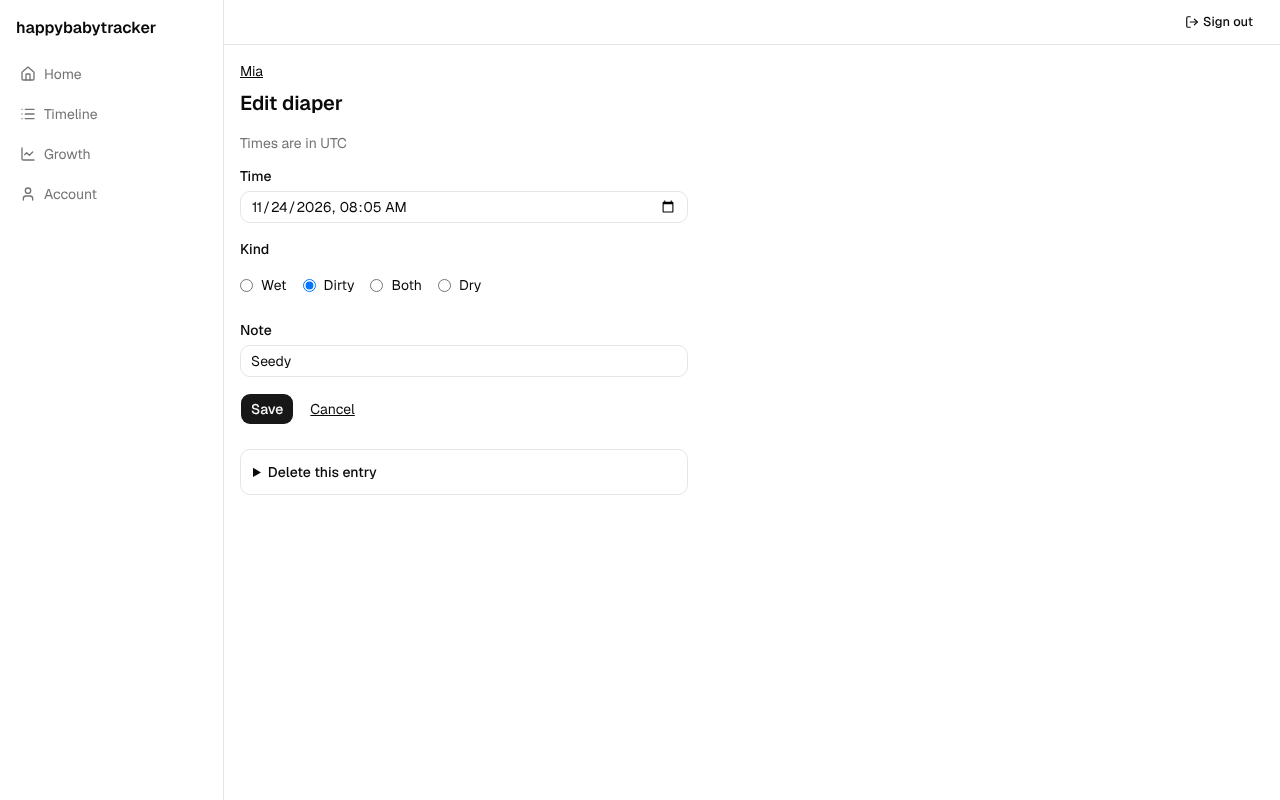 happybabytracker
Sign out
Home
Timeline
Growth
Account
Mia
Edit diaper
Times are in UTC
Time
11/24/2026, 08:05 AM
Kind
Wet
Dirty
Both
Dry
Note
Seedy
Save
Cancel
Delete this entry